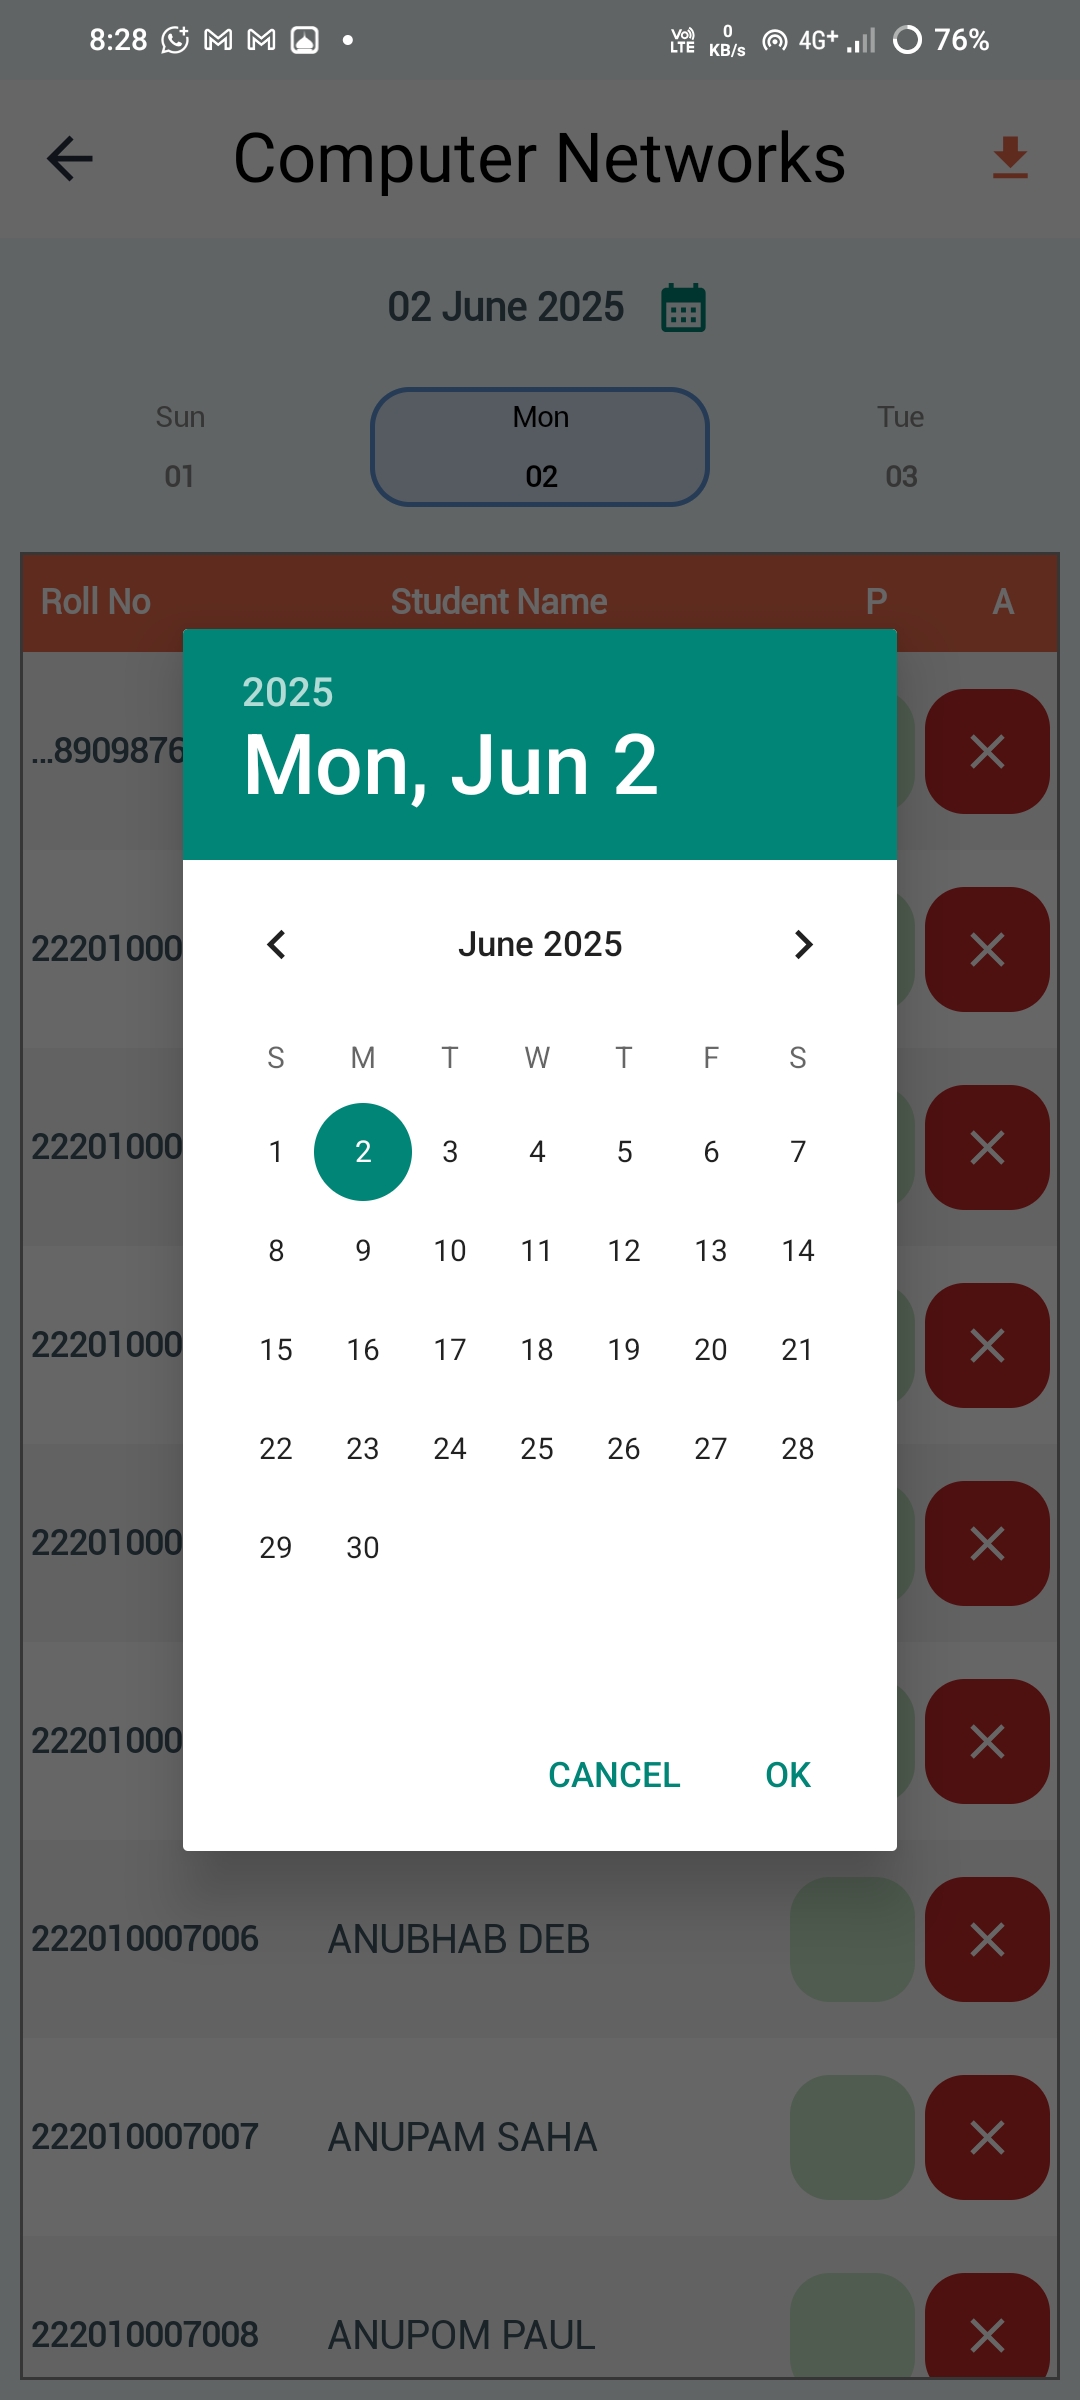 8:28 Vo) LTE 0 KB/s 4G+ 76%
Computer Networks
02 June 2025
Sun Mon Tue
01 02 03
Roll No Student Name P A
2025
Mon, Jun 2
...8909876
June 2025
22201000
S M T W T F S
22201000
1 2 3 4 5 6 7
8 9 10 11 12 13 14
22201000
15 16 17 18 19 20 21
22 23 24 25 26 27 28
22201000
29 30
22201000
CANCEL OK
222010007006 ANUBHAB DEB
222010007007 ANUPAM SAHA
222010007008 ANUPOM PAUL